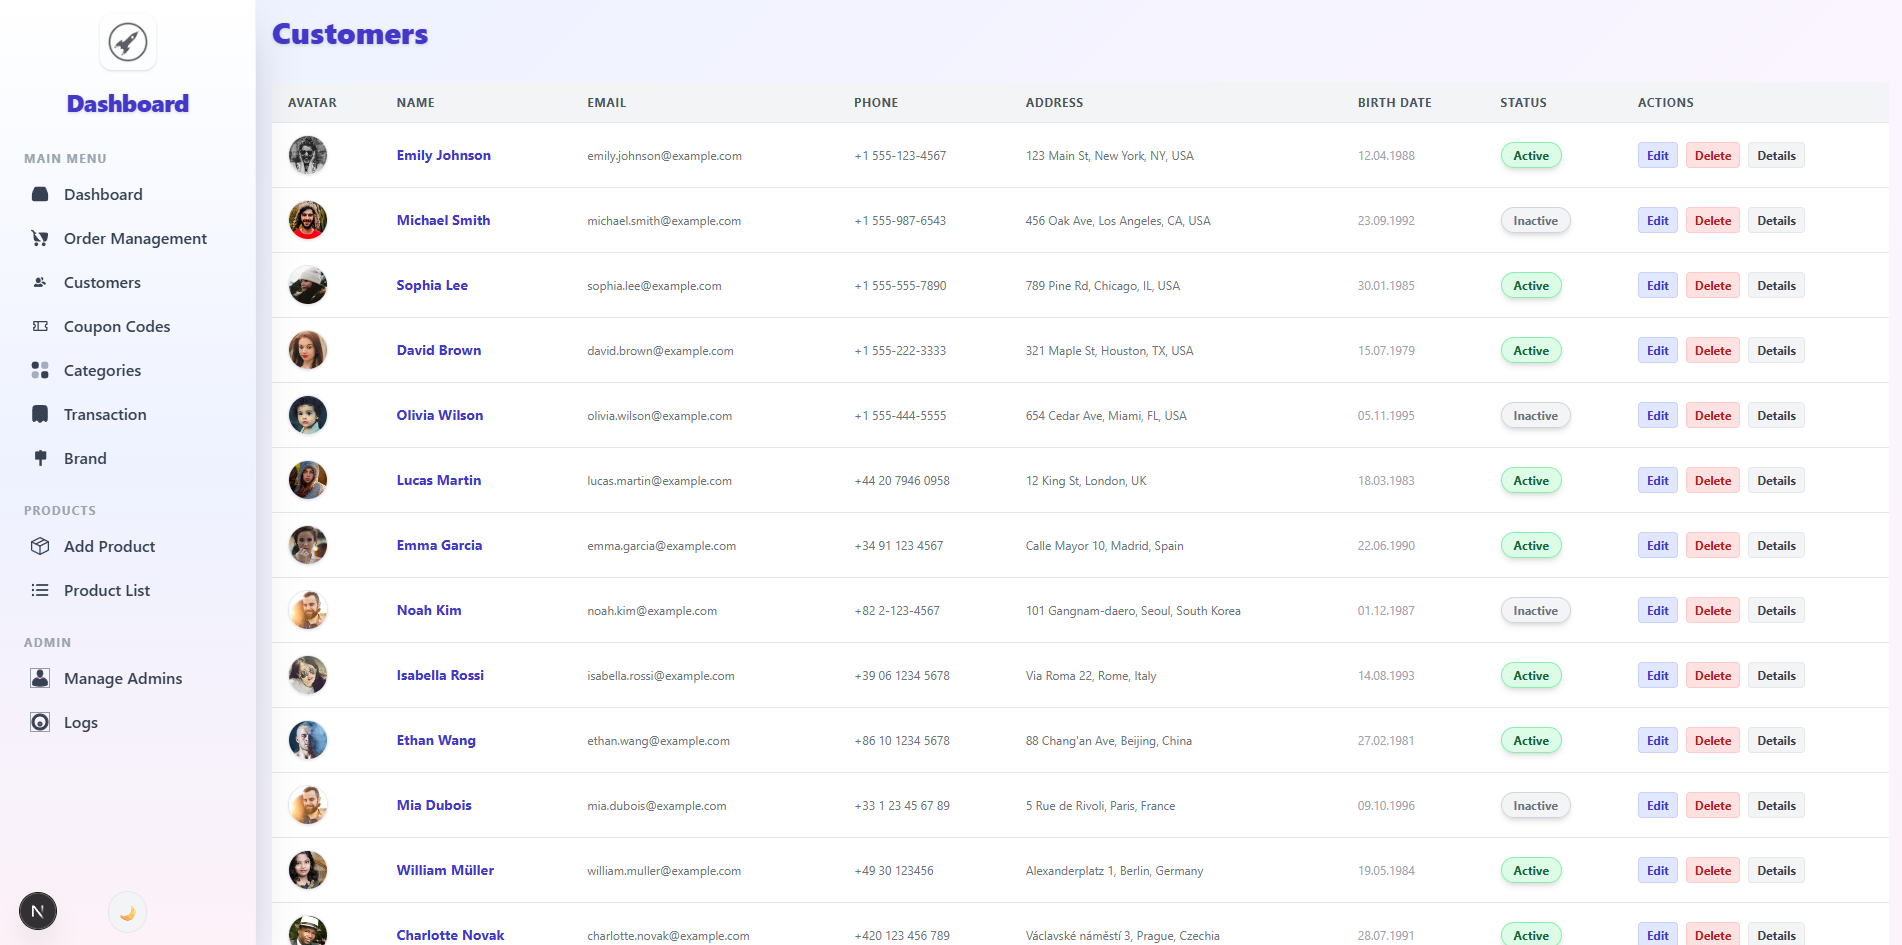 Dashboard
MAIN MENU
Dashboard
Order Management
Customers
Coupon Codes
Categories
Transaction
Brand
PRODUCTS
Add Product
Product List
ADMIN
Manage Admins
Logs
N
Customers
AVATAR NAME EMAIL PHONE ADDRESS BIRTH DATE STATUS ACTIONS
Emily Johnson emily.johnson@example.com +1 555-123-4567 123 Main St, New York, NY, USA 12.04.1988 Active Edit Delete Details
Michael Smith michael.smith@example.com +1 555-987-6543 456 Oak Ave, Los Angeles, CA, USA 23.09.1992 Inactive Edit Delete Details
Sophia Lee sophia.lee@example.com +1 555-555-7890 789 Pine Rd, Chicago, IL, USA 30.01.1985 Active Edit Delete Details
David Brown david.brown@example.com +1 555-222-3333 321 Maple St, Houston, TX, USA 15.07.1979 Active Edit Delete Details
Olivia Wilson olivia.wilson@example.com +1 555-444-5555 654 Cedar Ave, Miami, FL, USA 05.11.1995 Inactive Edit Delete Details
Lucas Martin lucas.martin@example.com +44 20 7946 0958 12 King St, London, UK 18.03.1983 Active Edit Delete Details
Emma Garcia emma.garcia@example.com +34 91 123 4567 Calle Mayor 10, Madrid, Spain 22.06.1990 Active Edit Delete Details
Noah Kim noah.kim@example.com +82 2-123-4567 101 Gangnam-daero, Seoul, South Korea 01.12.1987 Inactive Edit Delete Details
Isabella Rossi isabella.rossi@example.com +39 06 1234 5678 Via Roma 22, Rome, Italy 14.08.1993 Active Edit Delete Details
Ethan Wang ethan.wang@example.com +86 10 1234 5678 88 Chang'an Ave, Beijing, China 27.02.1981 Active Edit Delete Details
Mia Dubois mia.dubois@example.com +33 1 23 45 67 89 5 Rue de Rivoli, Paris, France 09.10.1996 Inactive Edit Delete Details
William Müller william.muller@example.com +49 30 123456 Alexanderplatz 1, Berlin, Germany 19.05.1984 Active Edit Delete Details
Charlotte Novak charlotte.novak@example.com +420 123 456 789 Václavské náměstí 3, Prague, Czechia 28.07.1991 Active Edit Delete Details